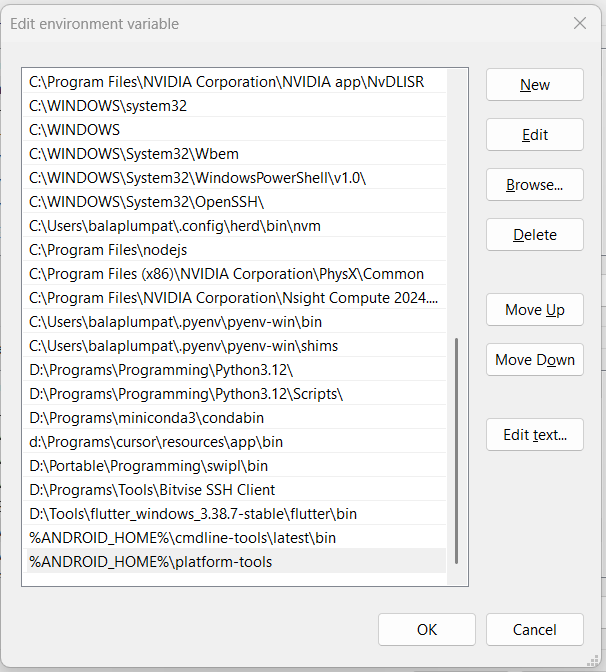 Edit environment variable
C:\Program Files\NVIDIA Corporation\NVIDIA app\NvDLISR
C:\WINDOWS\system32
C:\WINDOWS
C:\WINDOWS\System32\Wbem
C:\WINDOWS\System32\WindowsPowerShell\v1.0\
C:\WINDOWS\System32\OpenSSH\
C:\Users\balaplumpat\.config\herd\bin\nvm
C:\Program Files\nodejs
C:\Program Files (x86)\NVIDIA Corporation\PhysX\Common
C:\Program Files\NVIDIA Corporation\Nsight Compute 2024....
C:\Users\balaplumpat\.pyenv\pyenv-win\bin
C:\Users\balaplumpat\.pyenv\pyenv-win\shims
D:\Programs\Programming\Python3.12\
D:\Programs\Programming\Python3.12\Scripts\
D:\Programs\miniconda3\condabin
d:\Programs\cursor\resources\app\bin
D:\Portable\Programming\swipl\bin
D:\Programs\Tools\Bitvise SSH Client
D:\Tools\flutter_windows_3.38.7-stable\flutter\bin
%ANDROID_HOME%\cmdline-tools\latest\bin
%ANDROID_HOME%\platform-tools
New
Edit
Browse...
Delete
Move Up
Move Down
Edit text...
OK
Cancel